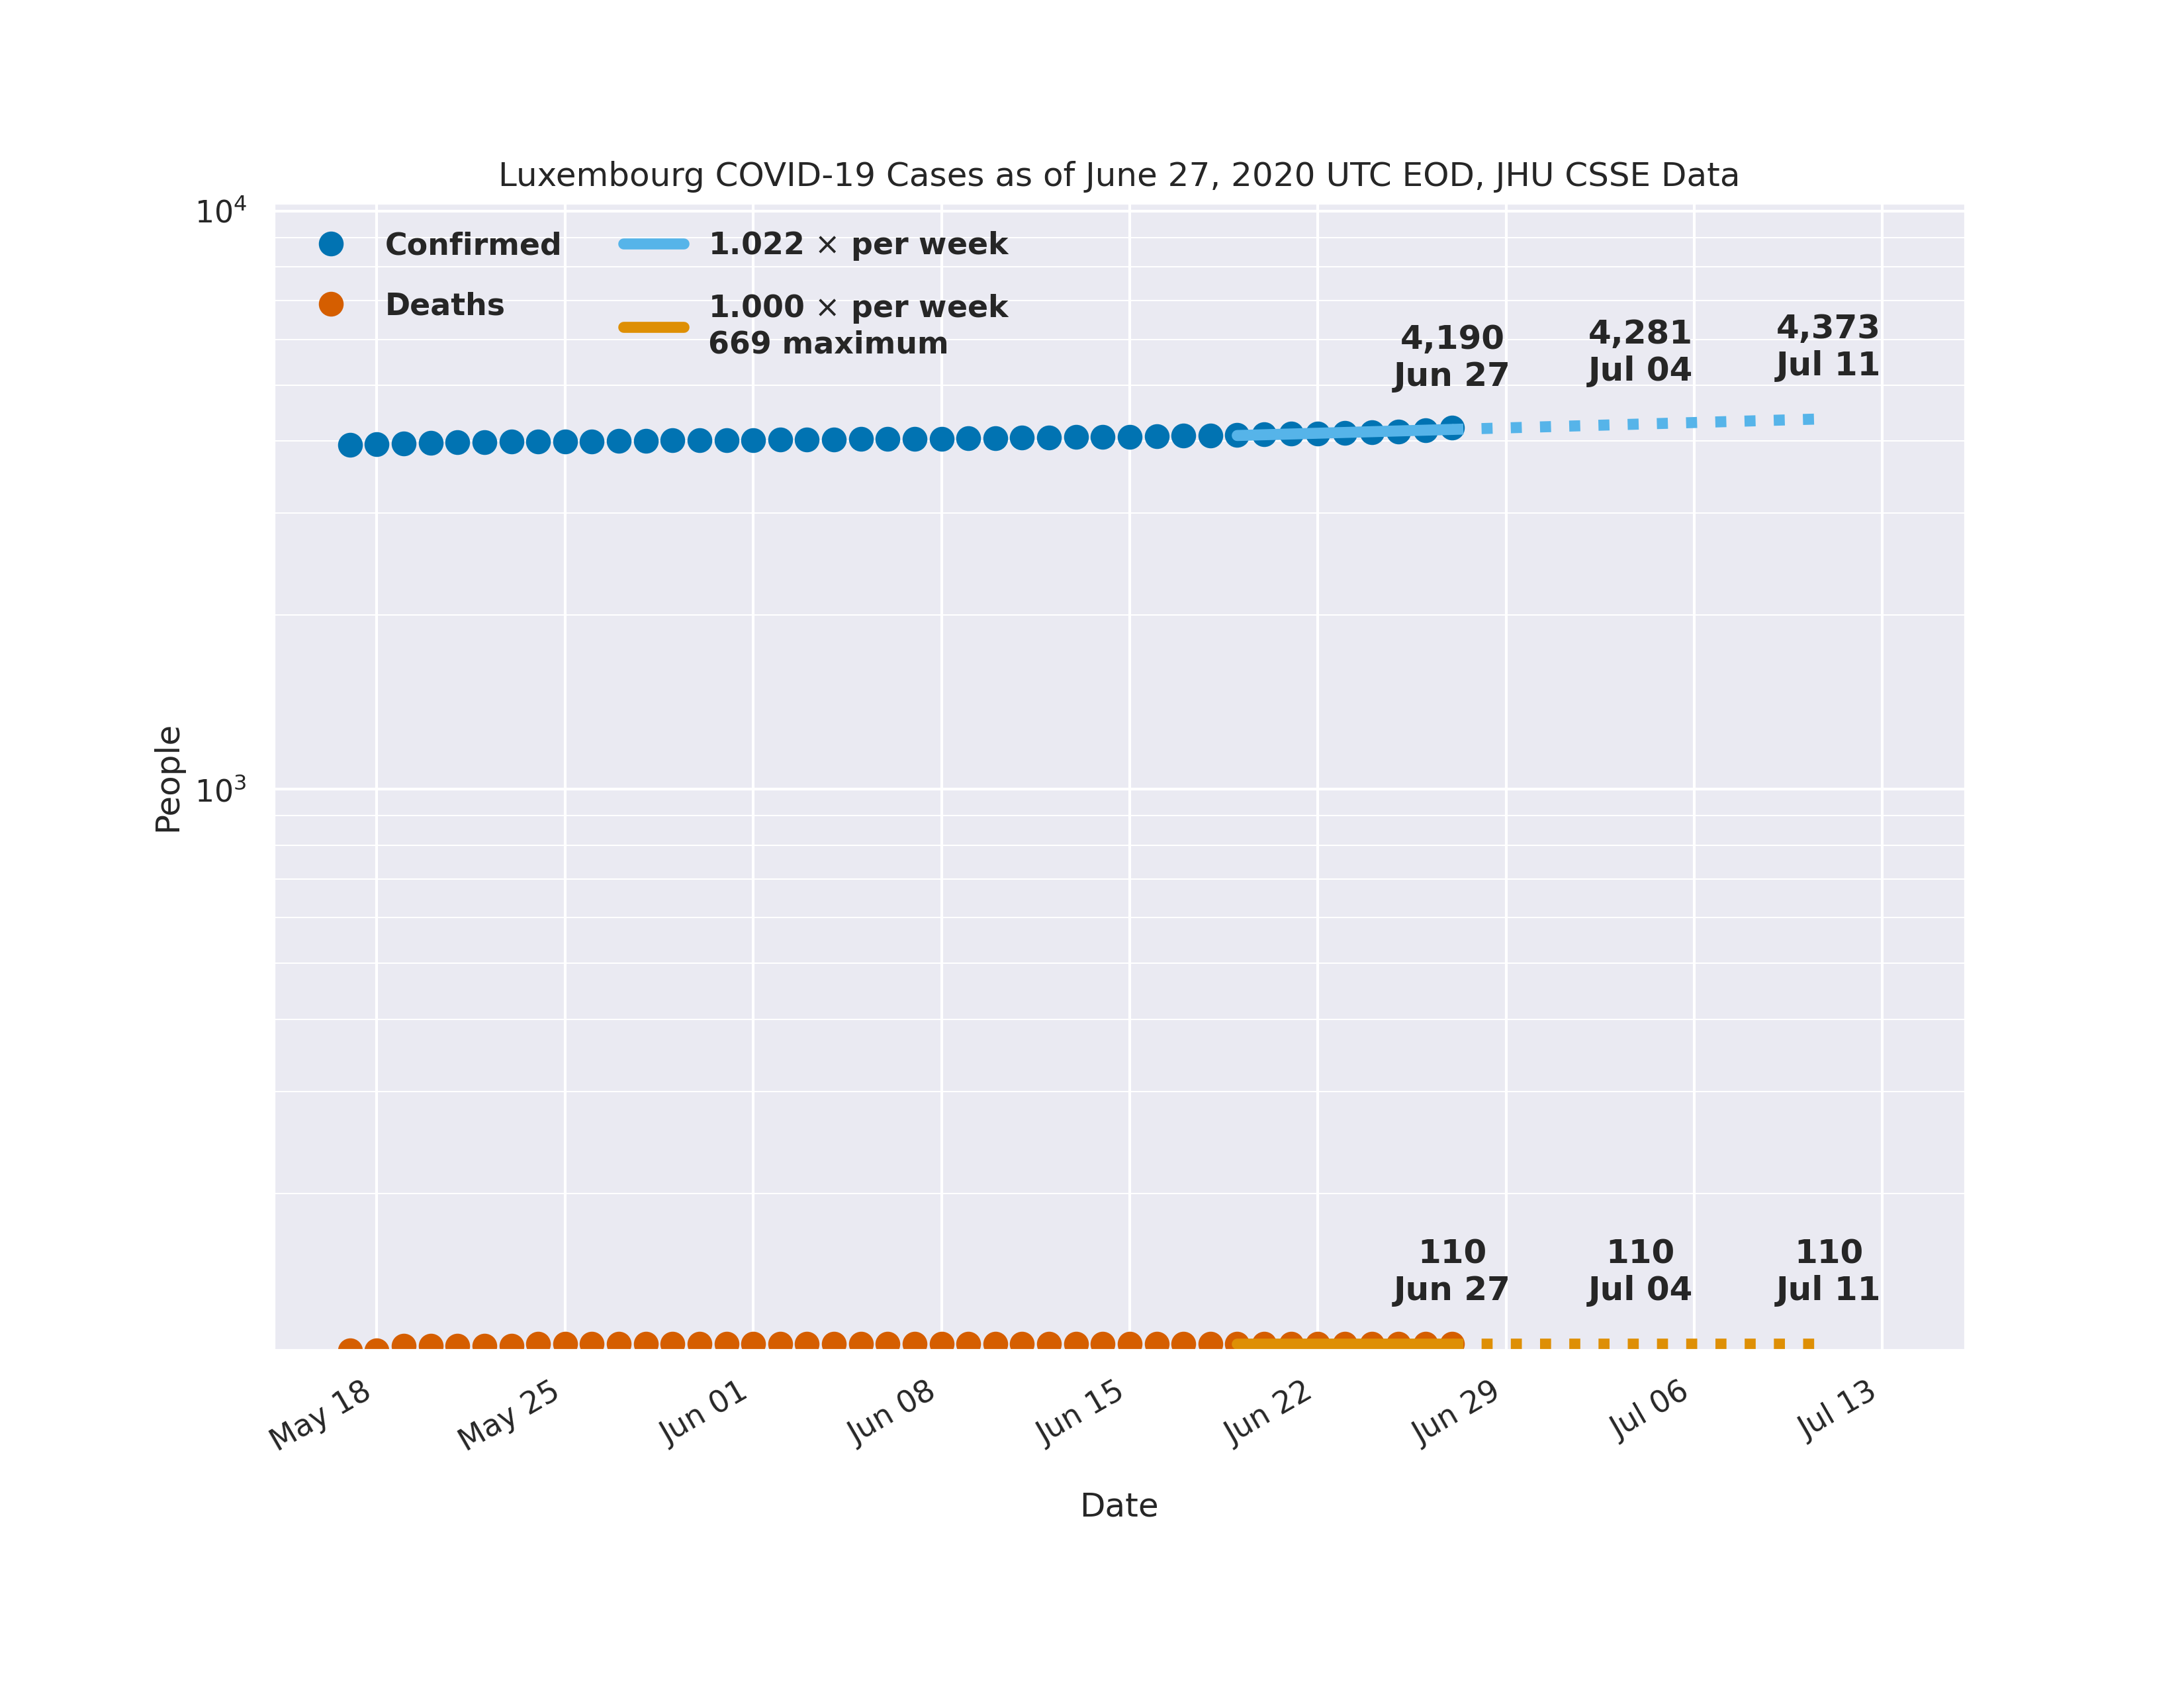 Luxembourg COVID-19 Cases as of June 27, 2020 UTC EOD, JHU CSSE Data
10⁴
Confirmed
1.022 × per week
Deaths
1.000 × per week
669 maximum
4,190
Jun 27
4,281
Jul 04
4,373
Jul 11
People
10³
110
Jun 27
110
Jul 04
110
Jul 11
May 18
May 25
Jun 01
Jun 08
Jun 15
Jun 22
Jun 29
Jul 06
Jul 13
Date